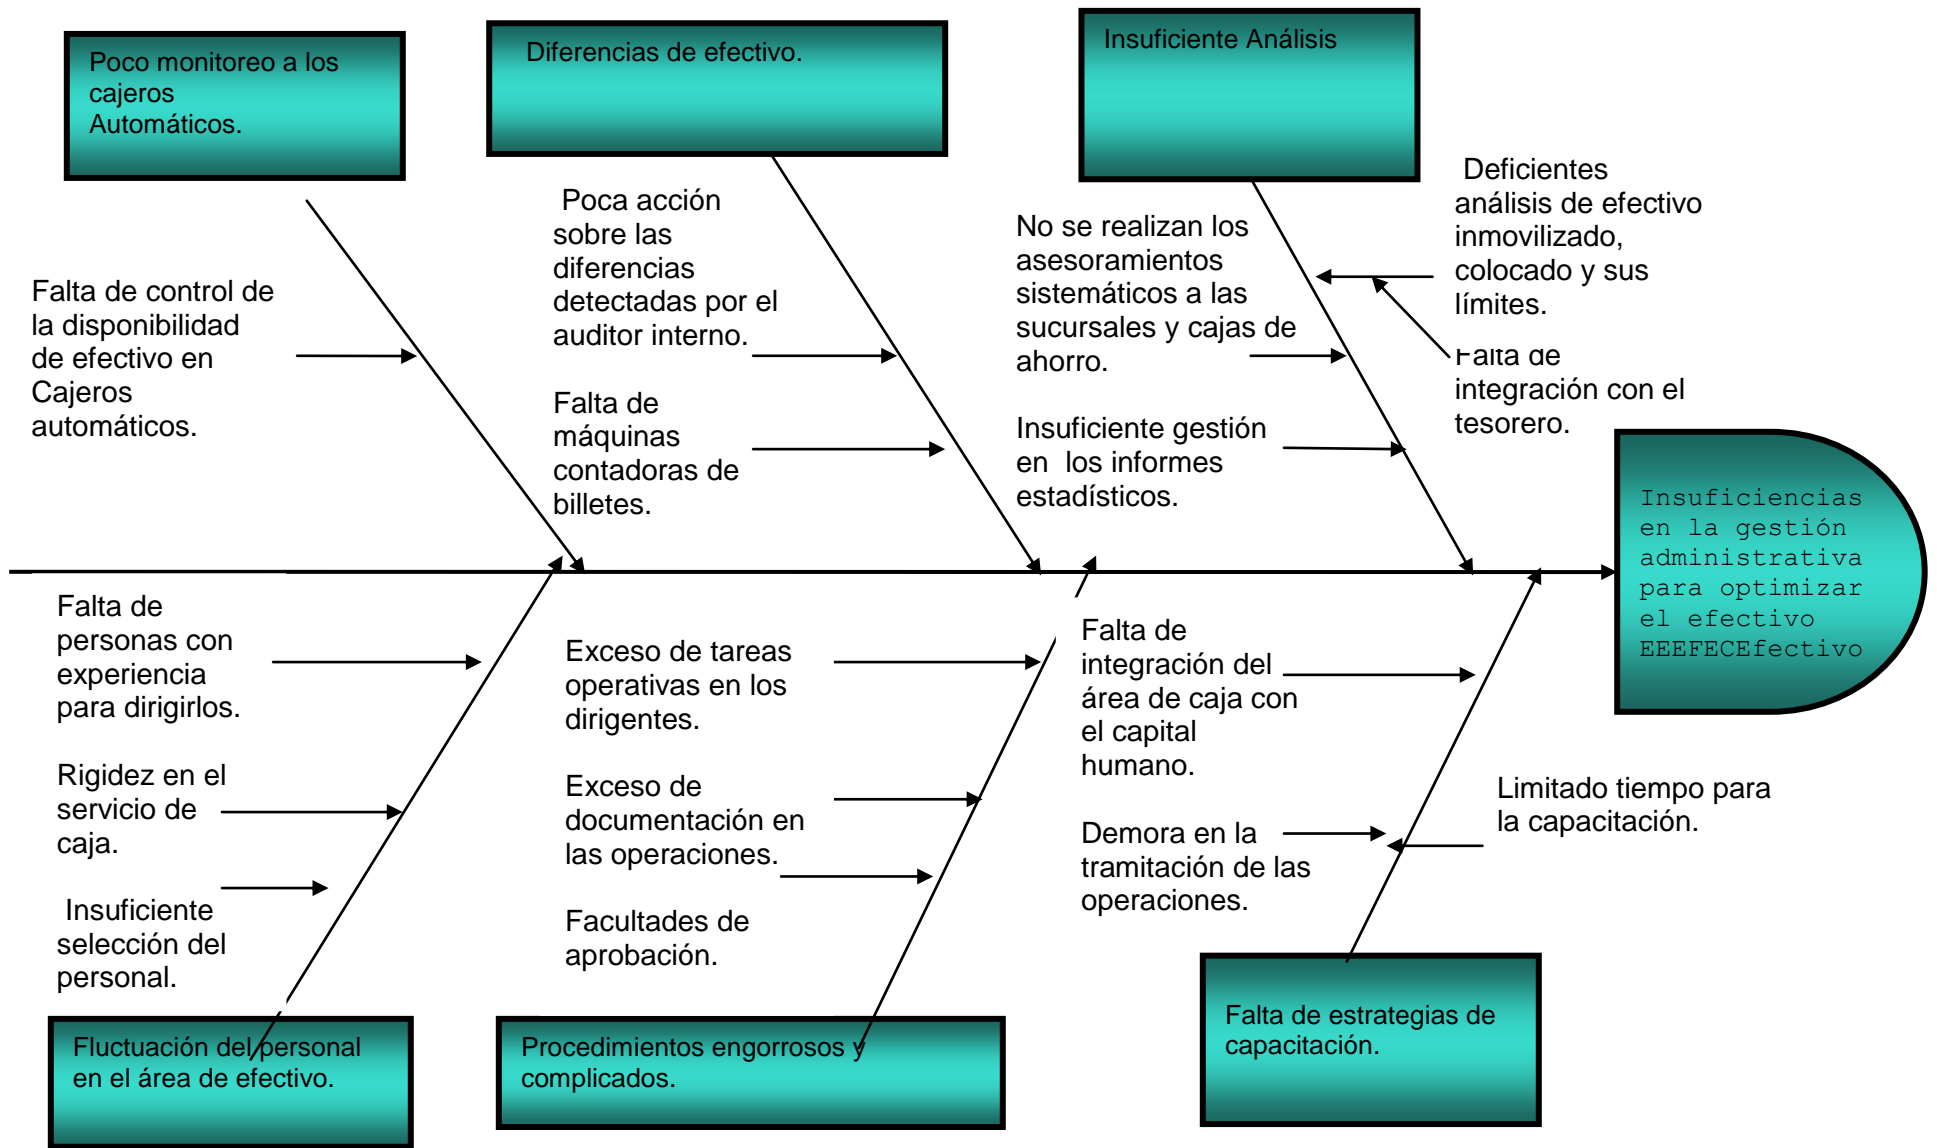 Poco monitoreo a los
cajeros
Automáticos.
Diferencias de efectivo.
Insuficiente Análisis
Falta de control de
la disponibilidad
de efectivo en
Cajeros
automáticos.
Poca acción
sobre las
diferencias
detectadas por el
auditor interno.
Falta de
máquinas
contadoras de
billetes.
No se realizan los
asesoramientos
sistemáticos a las
sucursales y cajas de
ahorro.
Insuficiente gestión
en los informes
estadísticos.
Deficientes
análisis de efectivo
inmovilizado,
colocado y sus
límites.
Falta de
integración con el
tesorero.
Insuficiencias
en la gestión
administrativa
para optimizar
el efectivo
EEEFECEfectivo
Falta de
personas con
experiencia
para dirigirlos.
Rigidez en el
servicio de
caja.
Insuficiente
selección del
personal.
Exceso de tareas
operativas en los
dirigentes.
Exceso de
documentación en
las operaciones.
Facultades de
aprobación.
Falta de
integración del
área de caja con
el capital
humano.
Demora en la
tramitación de las
operaciones.
Limitado tiempo para
la capacitación.
Fluctuación del personal
en el área de efectivo.
Procedimientos engorrosos y
complicados.
Falta de estrategias de
capacitación.